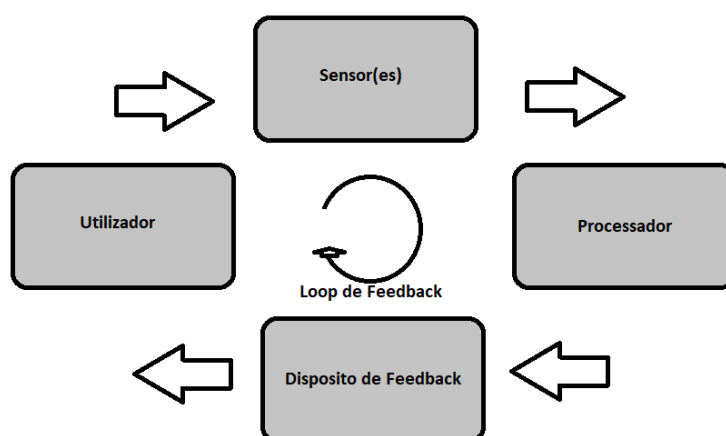 Sensor(es)
Utilizador
Processador
Loop de Feedback
Disposito de Feedback